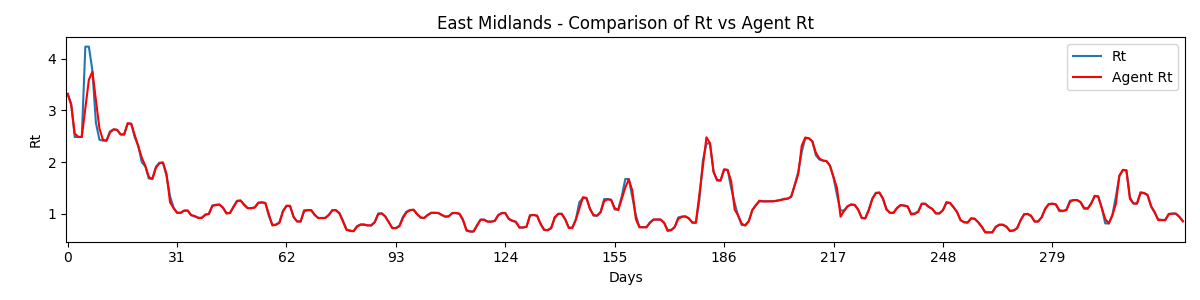 East Midlands - Comparison of Rt vs Agent Rt
Rt
Agent Rt
Rt
4
3
2
1
0 31 62 93 124 155 186 217 248 279
Days